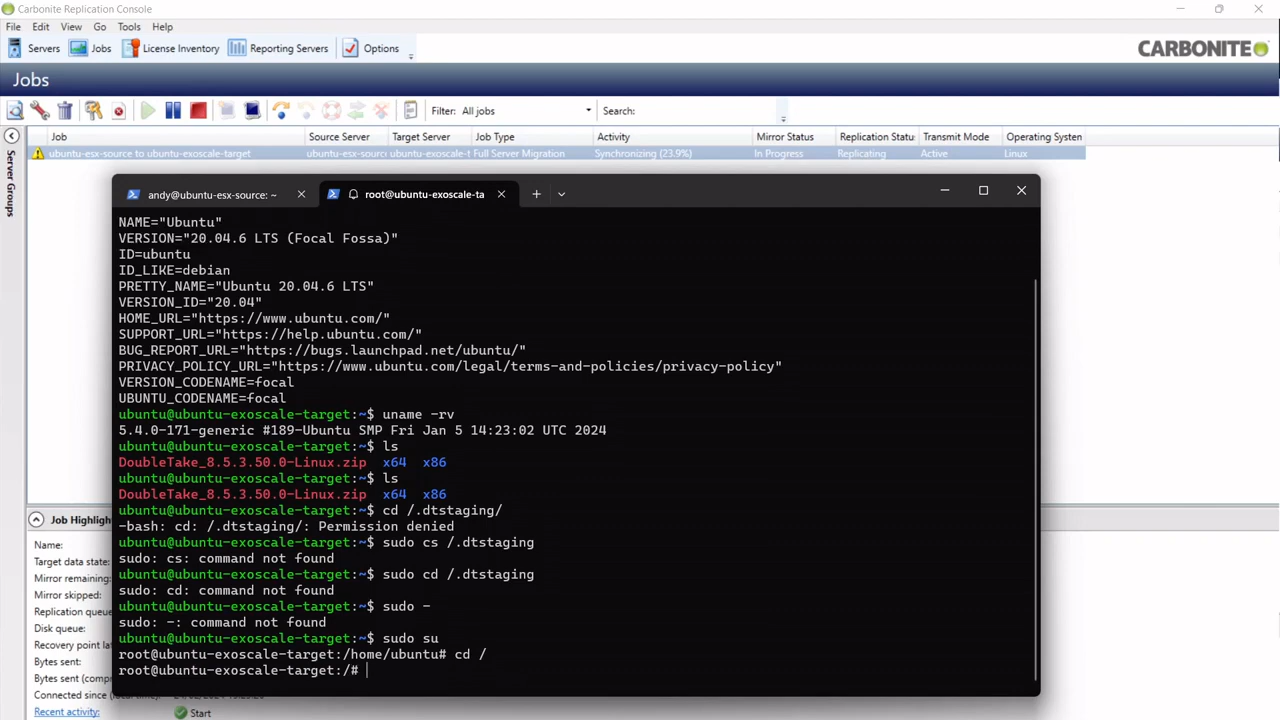 Carbonite Replication Console
File Edit View Go Tools Help
Servers Jobs License Inventory Reporting Servers Options
CARBONITE
Jobs
Filter: All jobs Search:
Job Source Server Target Server Job Type Activity Mirror Status Replication Statu Transmit Mode Operating System
ubuntu-esx-source to ubuntu-exoscale-target ubuntu-esx-sourc ubuntu-exoscale-t Full Server Migration Synchronizing (23.9%) In Progress Replicating Active Linux
Server Groups
andy@ubuntu-esx-source: ~ root@ubuntu-exoscale-ta
NAME="Ubuntu"
VERSION="20.04.6 LTS (Focal Fossa)"
ID=ubuntu
ID_LIKE=debian
PRETTY_NAME="Ubuntu 20.04.6 LTS"
VERSION_ID="20.04"
HOME_URL="https://www.ubuntu.com/"
SUPPORT_URL="https://help.ubuntu.com/"
BUG_REPORT_URL="https://bugs.launchpad.net/ubuntu/"
PRIVACY_POLICY_URL="https://www.ubuntu.com/legal/terms-and-policies/privacy-policy"
VERSION_CODENAME=focal
UBUNTU_CODENAME=focal
ubuntu@ubuntu-exoscale-target:~$ uname -rv
5.4.0-171-generic #189-Ubuntu SMP Fri Jan 5 14:23:02 UTC 2024
ubuntu@ubuntu-exoscale-target:~$ ls
DoubleTake_8.5.3.50.0-Linux.zip x64 x86
ubuntu@ubuntu-exoscale-target:~$ ls
DoubleTake_8.5.3.50.0-Linux.zip x64 x86
ubuntu@ubuntu-exoscale-target:~$ cd /.dtstaging/
-bash: cd: /.dtstaging/: Permission denied
ubuntu@ubuntu-exoscale-target:~$ sudo cs /.dtstaging
sudo: cs: command not found
ubuntu@ubuntu-exoscale-target:~$ sudo cd /.dtstaging
sudo: cd: command not found
ubuntu@ubuntu-exoscale-target:~$ sudo -
sudo: -: command not found
ubuntu@ubuntu-exoscale-target:~$ sudo su
root@ubuntu-exoscale-target:/home/ubuntu# cd /
root@ubuntu-exoscale-target:/#
Job Highligh
Name:
Target data state:
Mirror remaining:
Mirror skipped:
Replication queu
Disk queue:
Recovery point lat
Bytes sent:
Bytes sent (compr
Connected since (local time):
Recent activity: Start